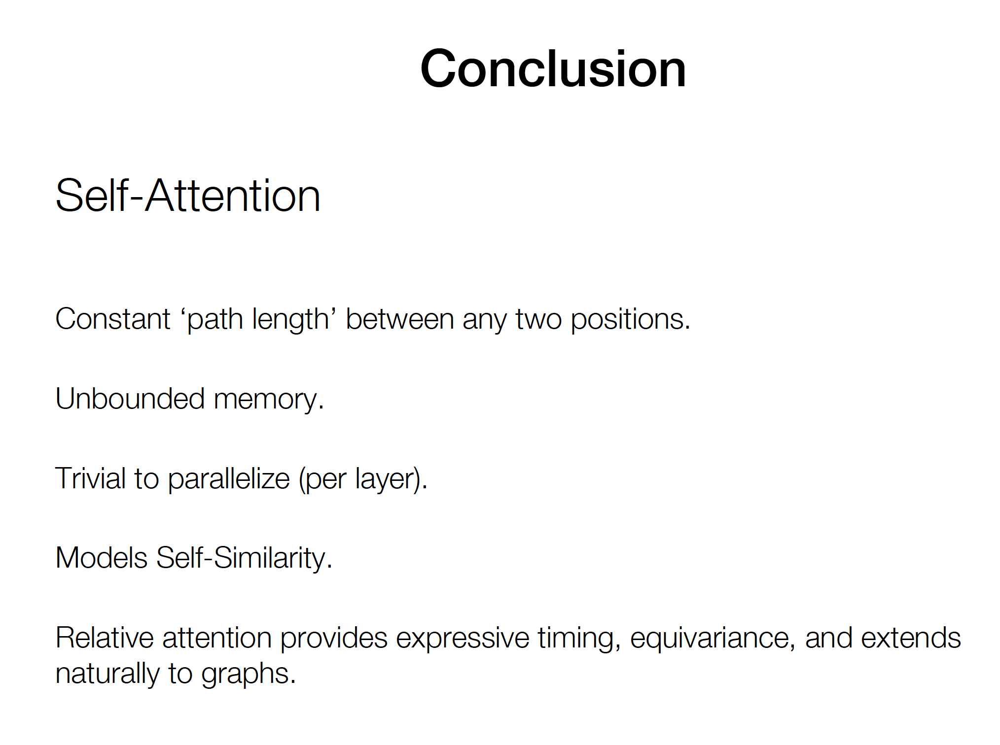 Conclusion
Self-Attention
Constant ‘path length’ between any two positions.
Unbounded memory.
Trivial to parallelize (per layer).
Models Self-Similarity.
Relative attention provides expressive timing, equivariance, and extends
naturally to graphs.